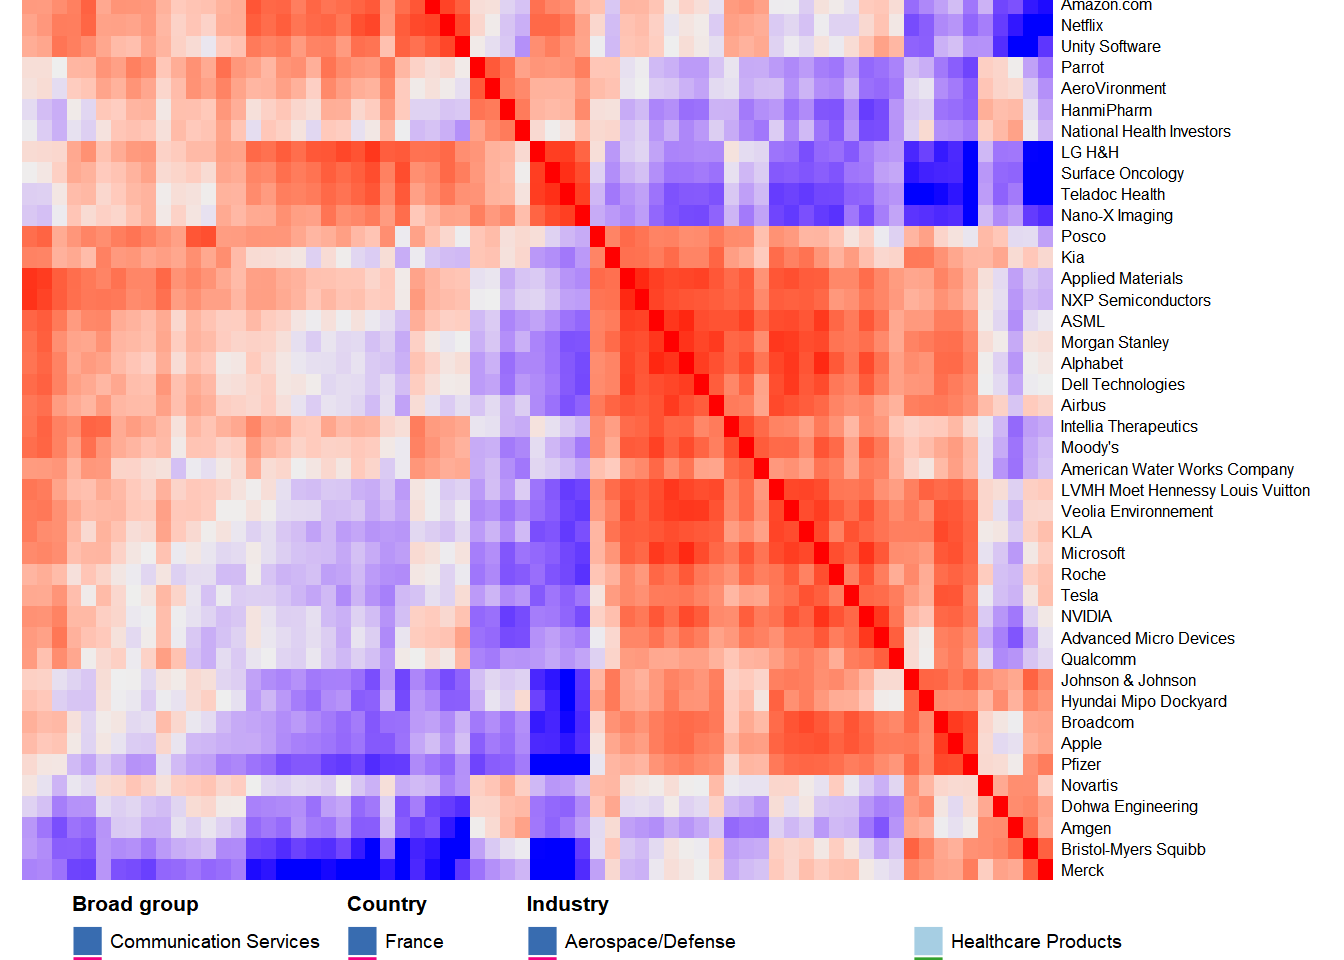 Amazon.com
Netflix
Unity Software
Parrot
AeroVironment
HanmiPharm
National Health Investors
LG H&H
Surface Oncology
Teladoc Health
Nano-X Imaging
Posco
Kia
Applied Materials
NXP Semiconductors
ASML
Morgan Stanley
Alphabet
Dell Technologies
Airbus
Intellia Therapeutics
Moody's
American Water Works Company
LVMH Moet Hennessy Louis Vuitton
Veolia Environnement
KLA
Microsoft
Roche
Tesla
NVIDIA
Advanced Micro Devices
Qualcomm
Johnson & Johnson
Hyundai Mipo Dockyard
Broadcom
Apple
Pfizer
Novartis
Dohwa Engineering
Amgen
Bristol-Myers Squibb
Merck
Broad group Country Industry
Communication Services France Aerospace/Defense Healthcare Products